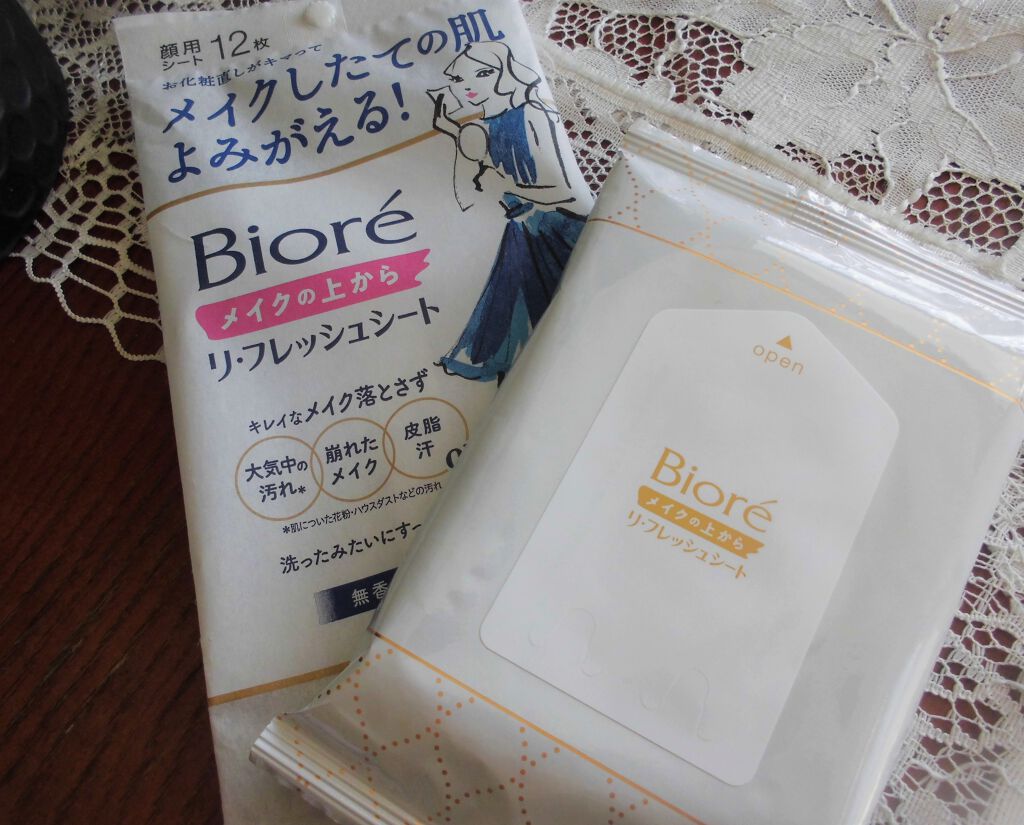 顔用
シート 12枚
お化粧直しがキマって
メイクしたての肌
よみがえる!
Bioré
メイクの上から
リ・フレッシュシート
キレイなメイク落とさず
大気中の
汚れ*
崩れた
メイク
皮脂
汗
*肌についた花粉・ハウスダストなどの汚れ
洗ったみたいにすー
無香
open
Bioré
メイクの上から
リ・フレッシュシート